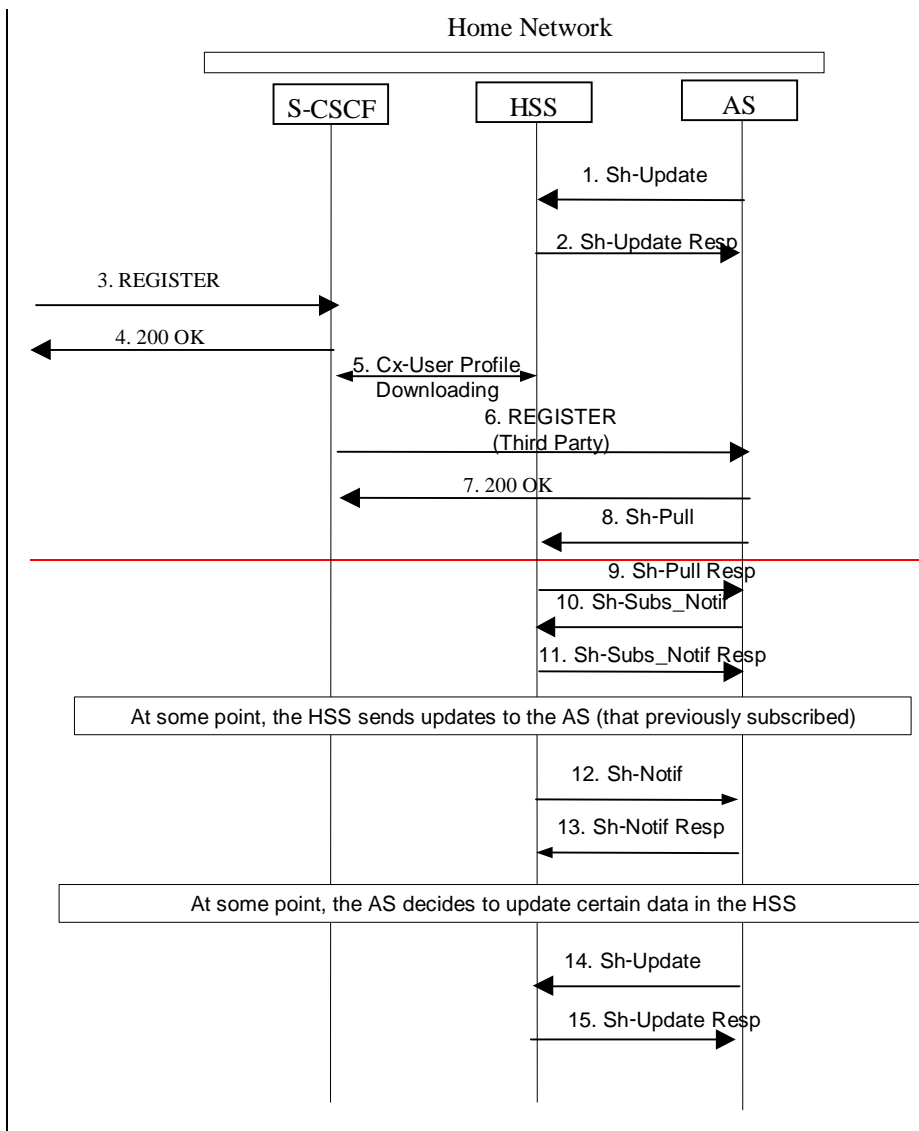 Home Network
S-CSCF
HSS
AS
1. Sh-Update
2. Sh-Update Resp
3. REGISTER
4. 200 OK
5. Cx-User Profile
Downloading
6. REGISTER
(Third Party)
7. 200 OK
8. Sh-Pull
9. Sh-Pull Resp
10. Sh-Subs_Notif
11. Sh-Subs_Notif Resp
At some point, the HSS sends updates to the AS (that previously subscribed)
12. Sh-Notif
13. Sh-Notif Resp
At some point, the AS decides to update certain data in the HSS
14. Sh-Update
15. Sh-Update Resp